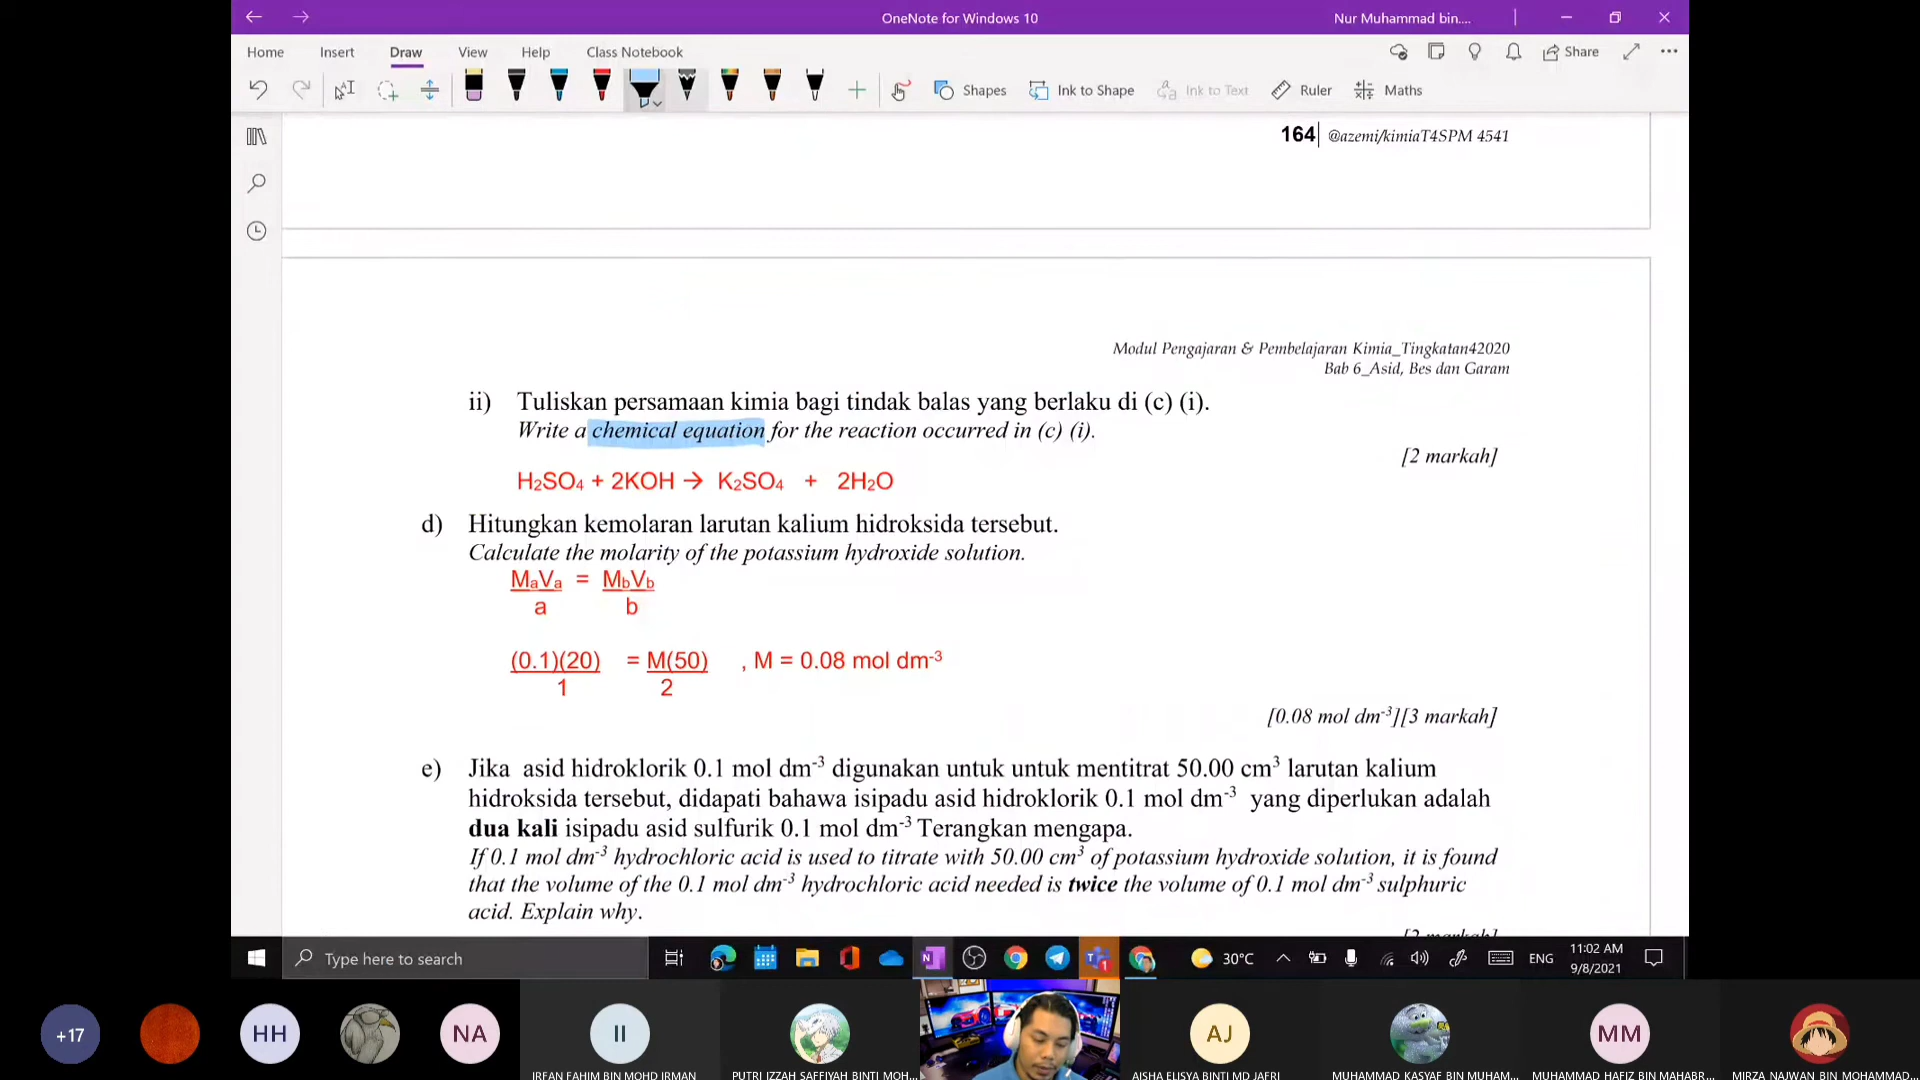 OneNote for Windows 10
Nur Muhammad bin....
Home Insert Draw View Help Class Notebook
Share
Shapes Ink to Shape Ink to Text Ruler Maths
164| @azemi/kimiaT4SPM 4541
Modul Pengajaran & Pembelajaran Kimia_Tingkatan42020
Bab 6_Asid, Bes dan Garam
ii) Tuliskan persamaan kimia bagi tindak balas yang berlaku di (c) (i).
Write a chemical equation for the reaction occurred in (c) (i).
[2 markah]
H₂SO₄ + 2KOH → K₂SO₄ + 2H₂O
d) Hitungkan kemolaran larutan kalium hidroksida tersebut.
Calculate the molarity of the potassium hydroxide solution.
MaVa = MbVb
a b
(0.1)(20) = M(50) , M = 0.08 mol dm⁻³
1 2
[0.08 mol dm⁻³][3 markah]
e) Jika asid hidroklorik 0.1 mol dm⁻³ digunakan untuk untuk mentitrat 50.00 cm³ larutan kalium
hidroksida tersebut, didapati bahawa isipadu asid hidroklorik 0.1 mol dm⁻³ yang diperlukan adalah
dua kali isipadu asid sulfurik 0.1 mol dm⁻³ Terangkan mengapa.
If 0.1 mol dm⁻³ hydrochloric acid is used to titrate with 50.00 cm³ of potassium hydroxide solution, it is found
that the volume of the 0.1 mol dm⁻³ hydrochloric acid needed is twice the volume of 0.1 mol dm⁻³ sulphuric
acid. Explain why.
[2 markah]
Type here to search
30°C
ENG
11:02 AM
9/8/2021
+17 HH NA II AJ MM
IRFAN FAHIM BIN MOHD IRMAN
PUTRI IZZAH SAFFIYAH BINTI MOH...
AISHA ELISYA BINTI MD JAFRI
MUHAMMAD KASYAF BIN MUHAM...
MUHAMMAD HAFIZ BIN MAHABR...
MIRZA NAJWAN BIN MOHAMMAD...